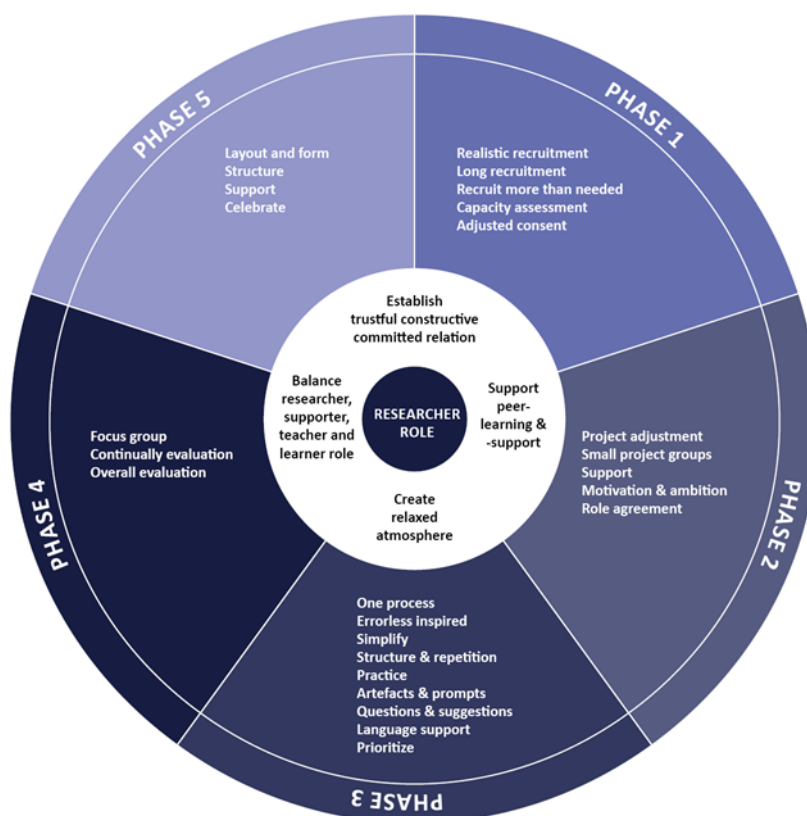 PHASE 5
Layout and form
Structure
Support
Celebrate
PHASE 1
Realistic recruitment
Long recruitment
Recruit more than needed
Capacity assessment
Adjusted consent
PHASE 2
Project adjustment
Small project groups
Support
Motivation & ambition
Role agreement
PHASE 3
One process
Errorless inspired
Simplify
Structure & repetition
Practice
Artefacts & prompts
Questions & suggestions
Language support
Prioritize
PHASE 4
Focus group
Continually evaluation
Overall evaluation
Establish
trustful constructive
committed relation
Support
peer-
learning &
-support
Create
relaxed
atmosphere
Balance
researcher,
supporter,
teacher and
learner role
RESEARCHER
ROLE